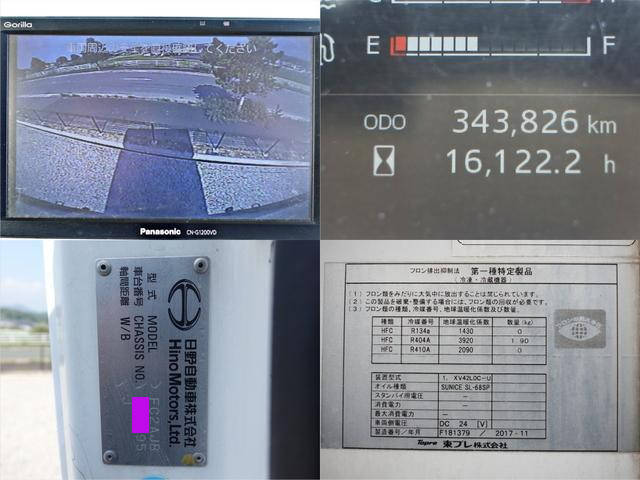 Gorilla
車両周辺の安全を直接確認してください
Panasonic CN-G1200VD
E F
ODO 343,826 km
16,122.2 h
日野自動車株式会社
Hino Motors, Ltd.
型式 MODEL
車台番号 CHASSIS NO.
軸間距離 W/B
フロン排出抑制法 第一種特定製品
(冷凍・冷蔵機器)
(1) フロン類をみだりに大気中に放出することは禁じられています。
(2) この製品を廃棄・整備する場合は、フロン類の回収が必要です。
(3) フロン類の種類、冷媒番号、地球温暖化係数及び数量。
種類 冷媒番号 地球温暖化係数 数量 (kg)
HFC R134a 1430 0
HFC R404A 3920 1.90
HFC R410A 2090 0
装置型式 1. XV42LOC-U
オイル種類 SUNICE SL-68SP
スタンバイ用電圧 —
消費電力 —
最大消費電力 —
車両側電圧 DC 24 [V]
製造番号/年月 F181379 / 2017-11
Topre 東プレ株式会社